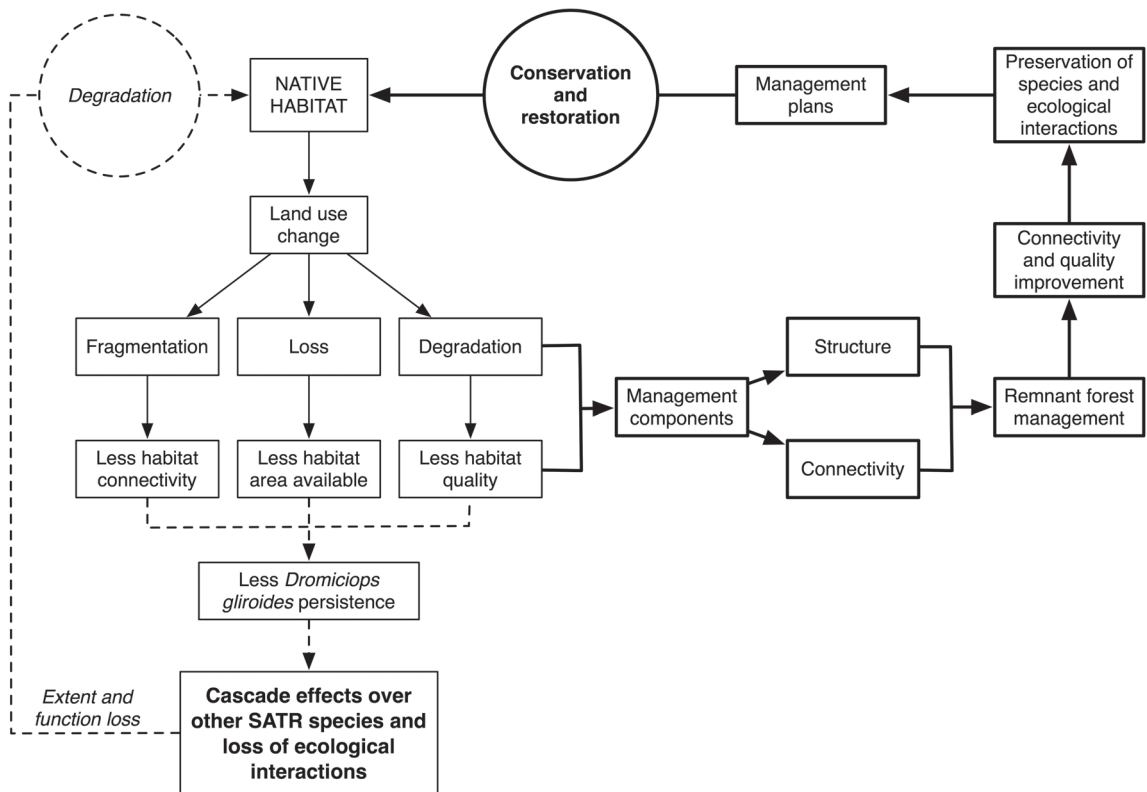 Degradation
NATIVE
HABITAT
Conservation
and
restoration
Management
plans
Preservation of
species and
ecological
interactions
Land use
change
Connectivity
and quality
improvement
Fragmentation
Loss
Degradation
Structure
Management
components
Remnant forest
management
Less habitat
connectivity
Less habitat
area available
Less habitat
quality
Connectivity
Less Dromiciops
gliroides persistence
Extent and
function loss
Cascade effects over
other SATR species and
loss of ecological
interactions